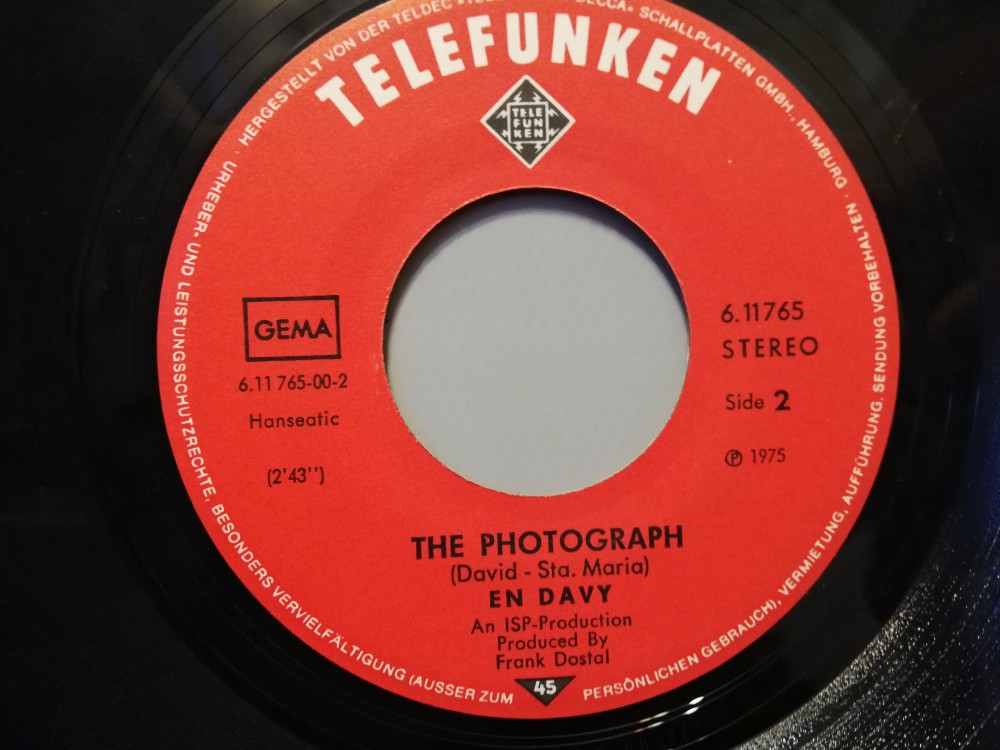 HERGESTELLT VON DER TELDEC »TEL DECCA« SCHALLPLATTEN GMBH., HAMBURG ·
TELEFUNKEN
TELE
FUN
KEN
GEMA
6.11 765-00-2
Hanseatic
(2'43'')
6.11765
STEREO
Side 2
℗ 1975
THE PHOTOGRAPH
(David - Sta. Maria)
EN DAVY
An ISP-Production
Produced By
Frank Dostal
45
URHEBER- UND LEISTUNGSSCHUTZRECHTE, BESONDERS VERVIELFÄLTIGUNG (AUSSER ZUM PERSÖNLICHEN GEBRAUCH), VERMIETUNG, AUFFÜHRUNG, SENDUNG VORBEHALTEN ·